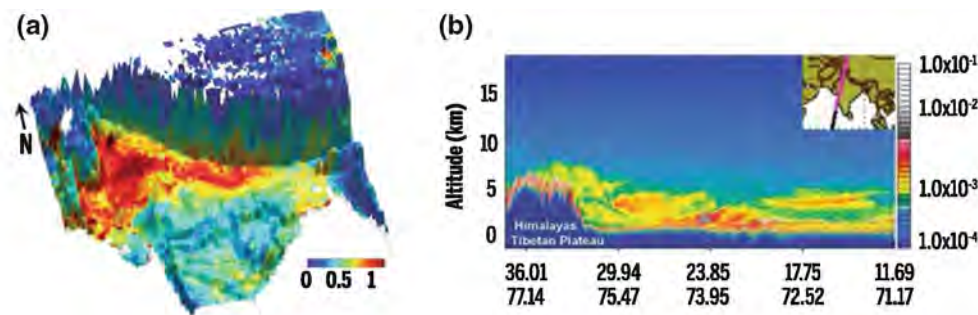 (a)
N
0 0.5 1
(b)
Altitude (km)
15
10
5
0
Himalayas
Tibetan Plateau
36.01 29.94 23.85 17.75 11.69
77.14 75.47 73.95 72.52 71.17
1.0x10-1
1.0x10-2
1.0x10-3
1.0x10-4